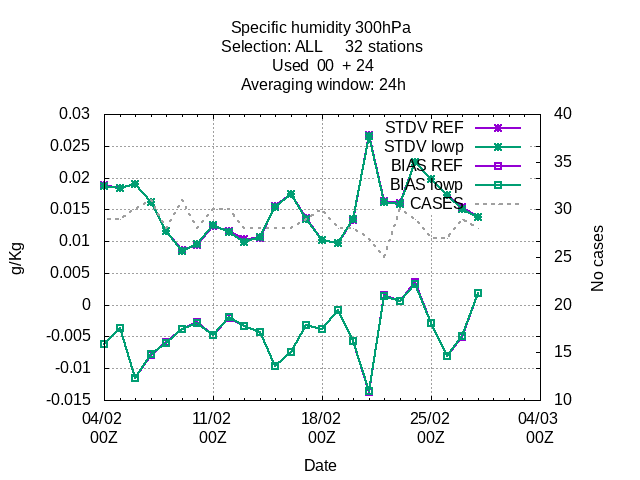 Specific humidity 300hPa
Selection: ALL     32 stations
Used  00  + 24
Averaging window: 24h
0.03
0.025
0.02
0.015
0.01
0.005
0
-0.005
-0.01
-0.015
g/Kg
40
35
30
25
20
15
10
No cases
STDV REF
STDV lowp
BIAS REF
BIAS lowp
CASES
04/02 00Z
11/02 00Z
18/02 00Z
25/02 00Z
04/03 00Z
Date